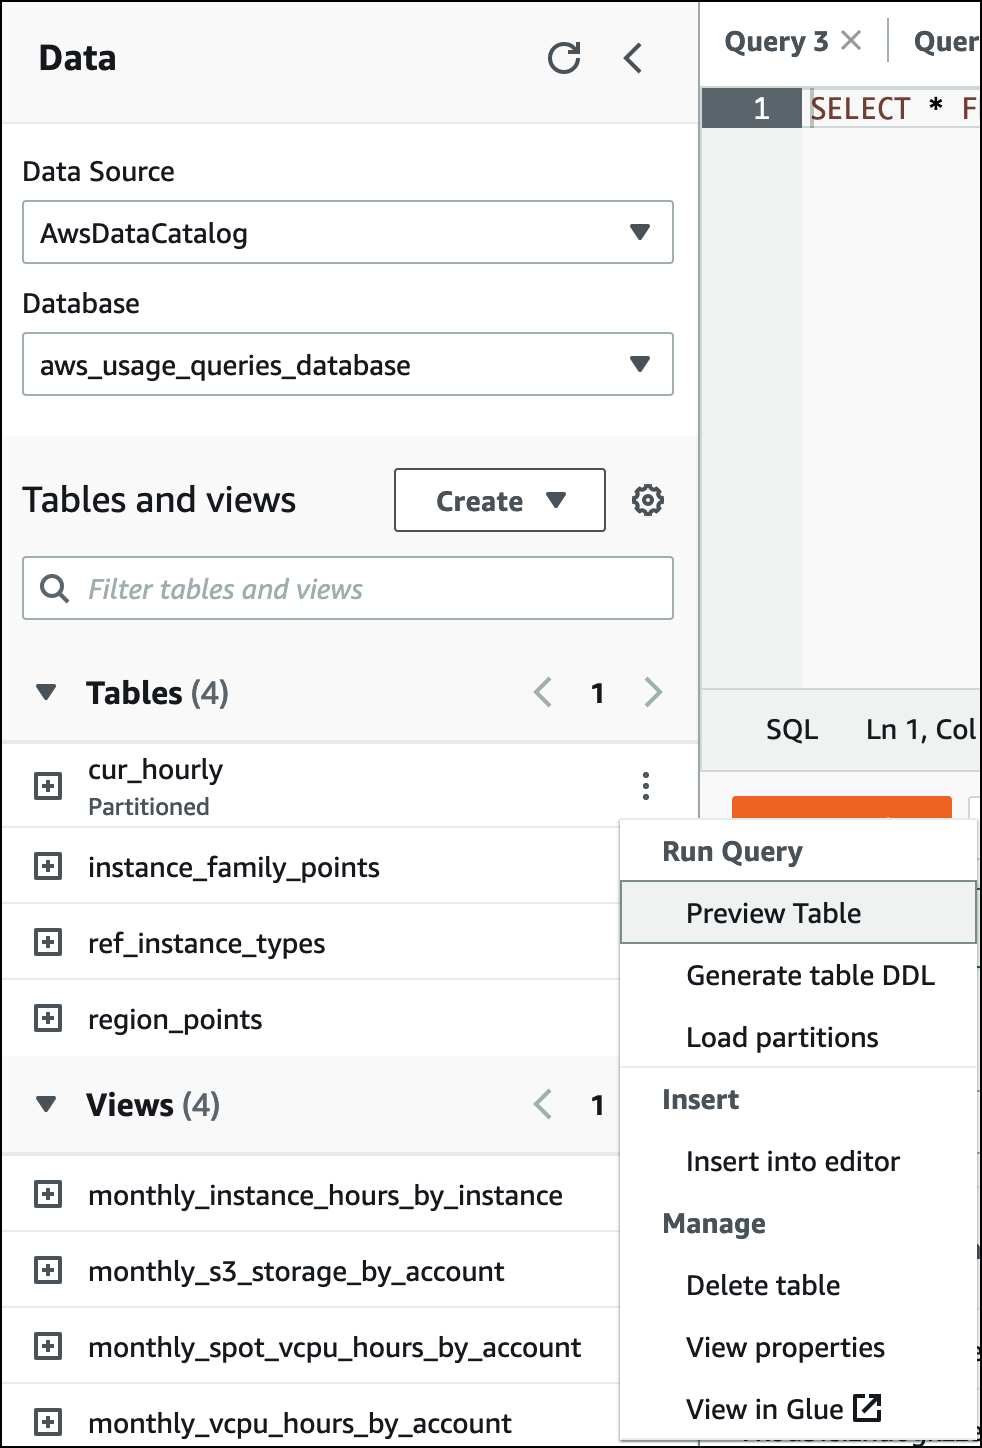 Data
Query 3
Quer
1 SELECT * F
Data Source
AwsDataCatalog
Database
aws_usage_queries_database
Tables and views
Create
Filter tables and views
Tables (4)
1
SQL Ln 1, Col
cur_hourly
Partitioned
instance_family_points
ref_instance_types
region_points
Views (4)
1
monthly_instance_hours_by_instance
monthly_s3_storage_by_account
monthly_spot_vcpu_hours_by_account
monthly_vcpu_hours_by_account
Run Query
Preview Table
Generate table DDL
Load partitions
Insert
Insert into editor
Manage
Delete table
View properties
View in Glue